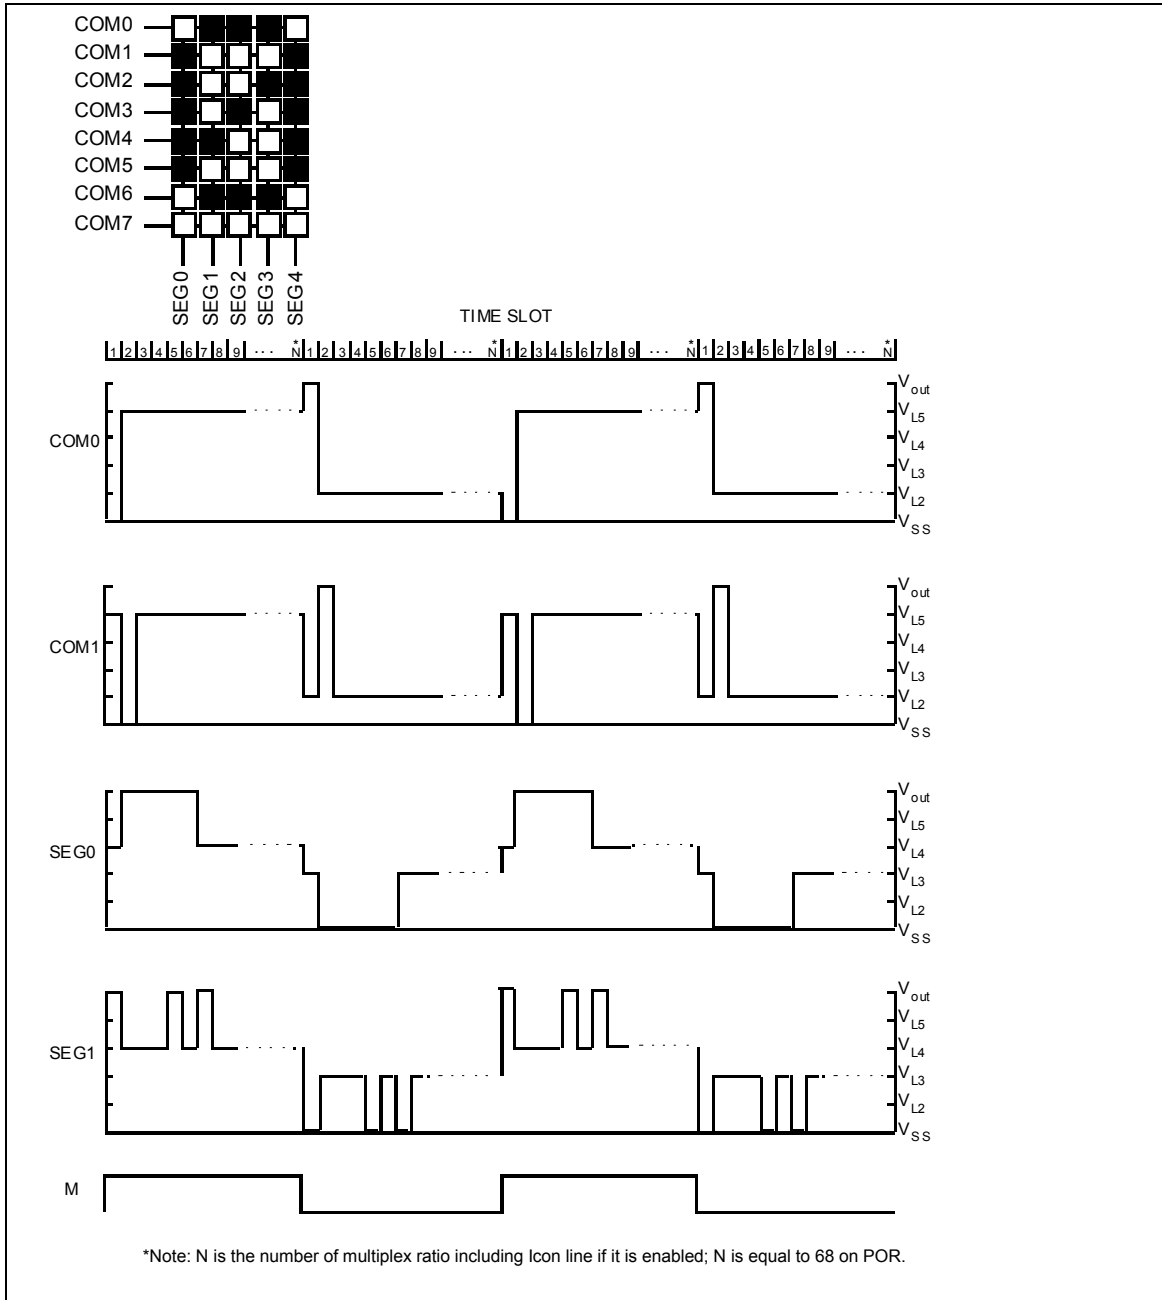 COM0
COM1
COM2
COM3
COM4
COM5
COM6
COM7
SEG0
SEG1
SEG2
SEG3
SEG4
TIME SLOT
1 2 3 4 5 6 7 8 9 ... *N 1 2 3 4 5 6 7 8 9 ... *N 1 2 3 4 5 6 7 8 9 ... *N 1 2 3 4 5 6 7 8 9 ... *N
COM0
Vout
VL5
VL4
VL3
VL2
VSS
COM1
Vout
VL5
VL4
VL3
VL2
VSS
SEG0
Vout
VL5
VL4
VL3
VL2
VSS
SEG1
Vout
VL5
VL4
VL3
VL2
VSS
M
*Note: N is the number of multiplex ratio including Icon line if it is enabled; N is equal to 68 on POR.